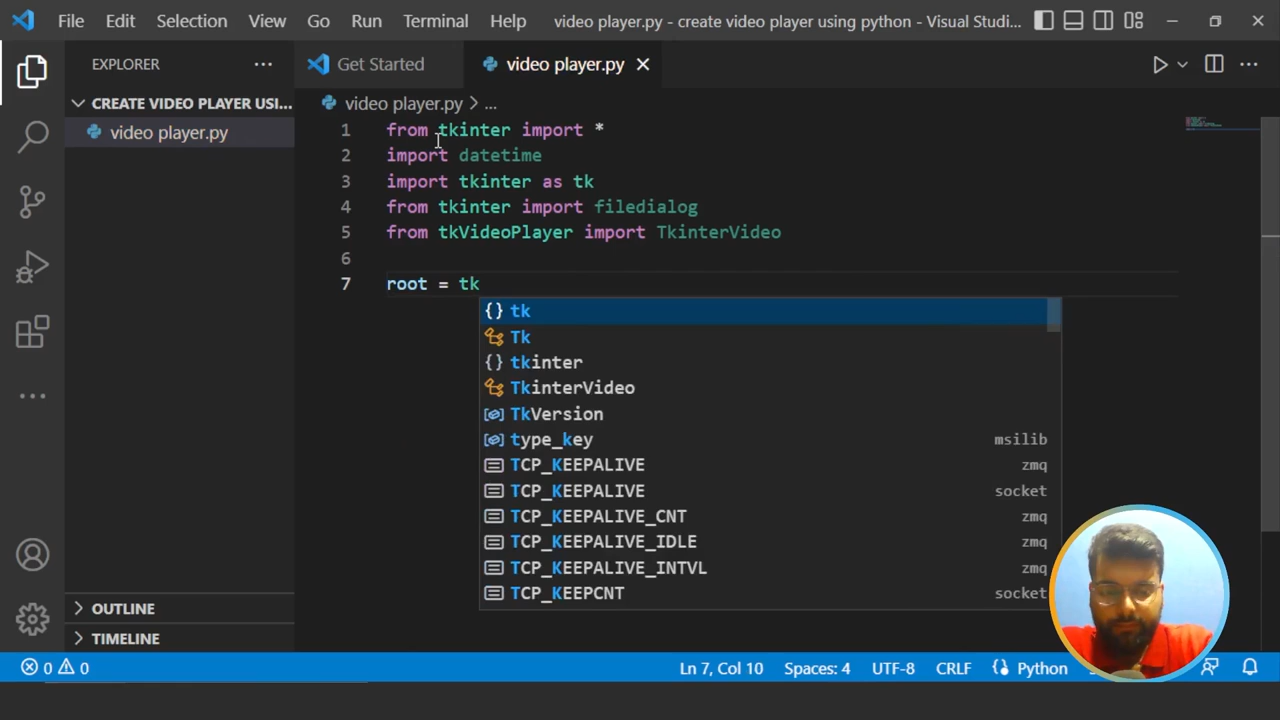 File Edit Selection View Go Run Terminal Help video player.py - create video player using python - Visual Studi...
EXPLORER ...
Get Started
video player.py
CREATE VIDEO PLAYER USI...
video player.py
video player.py > ...
1 from tkinter import *
2 import datetime
3 import tkinter as tk
4 from tkinter import filedialog
5 from tkVideoPlayer import TkinterVideo
6
7 root = tk
{} tk
Tk
{} tkinter
TkinterVideo
TkVersion
type_key msilib
TCP_KEEPALIVE zmq
TCP_KEEPALIVE socket
TCP_KEEPALIVE_CNT zmq
TCP_KEEPALIVE_IDLE zmq
TCP_KEEPALIVE_INTVL zmq
TCP_KEEPCNT socket
OUTLINE
TIMELINE
0 0 Ln 7, Col 10 Spaces: 4 UTF-8 CRLF Python